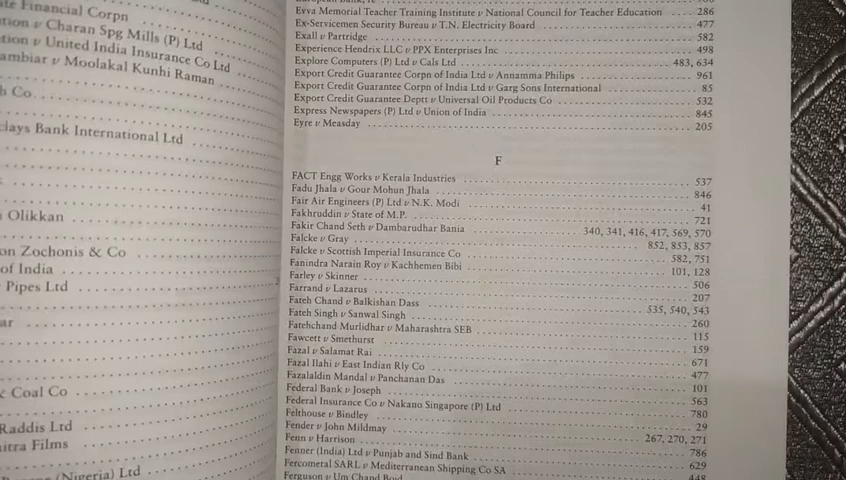 te Financial Corpn
tion v Charan Spg Mills (P) Ltd
tion v United India Insurance Co Ltd
ambiar v Moolakal Kunhi Raman
h Co
clays Bank International Ltd
Olikkan
on Zochonis & Co
of India
Pipes Ltd
ar
& Coal Co
Raddis Ltd
itra Films
(Nigeria) Ltd
Evva Memorial Teacher Training Institute v National Council for Teacher Education 286
Ex-Servicemen Security Bureau v T.N. Electricity Board 477
Exall v Partridge 582
Experience Hendrix LLC v PPX Enterprises Inc 498
Explore Computers (P) Ltd v Cals Ltd 483, 634
Export Credit Guarantee Corpn of India Ltd v Annamma Philips 961
Export Credit Guarantee Corpn of India Ltd v Garg Sons International 85
Export Credit Guarantee Deptt v Universal Oil Products Co 532
Express Newspapers (P) Ltd v Union of India 845
Eyre v Measday 205
F
FACT Engg Works v Kerala Industries 537
Fadu Jhala v Gour Mohun Jhala 846
Fair Air Engineers (P) Ltd v N.K. Modi 41
Fakhruddin v State of M.P. 721
Fakir Chand Seth v Dambarudhar Bania 340, 341, 416, 417, 569, 570
Falcke v Gray 852, 853, 857
Falcke v Scottish Imperial Insurance Co 582, 751
Fanindra Narain Roy v Kachhemen Bibi 101, 128
Farley v Skinner 506
Farrand v Lazarus 207
Fateh Chand v Balkishan Dass 535, 540, 543
Fateh Singh v Sanwal Singh 260
Fatehchand Murlidhar v Maharashtra SEB 115
Fawcett v Smethurst 159
Fazal v Salamat Rai 671
Fazal Ilahi v East Indian Rly Co 477
Fazalaldin Mandal v Panchanan Das 101
Federal Bank v Joseph 563
Federal Insurance Co v Nakano Singapore (P) Ltd 780
Felthouse v Bindley 29
Fender v John Mildmay 267, 270, 271
Fenn v Harrison 786
Fenner (India) Ltd v Punjab and Sind Bank 629
Fercometal SARL v Mediterranean Shipping Co SA 448
Ferguson v Um Chand Boid